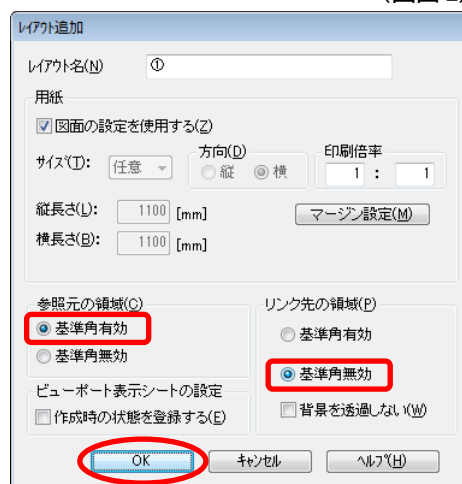 レイアウト追加
レイアウト名(N) ①
用紙
図面の設定を使用する(Z)
サイズ(T): 任意
方向(D)
縦 横
印刷倍率
1 : 1
縦長さ(L): 1100 [mm]
マージン設定(M)
横長さ(B): 1100 [mm]
参照元の領域(C)
基準角有効
基準角無効
リンク先の領域(P)
基準角有効
基準角無効
ビューポート表示シートの設定
作成時の状態を登録する(E)
背景を透過しない(W)
OK キャンセル ヘルプ(H)